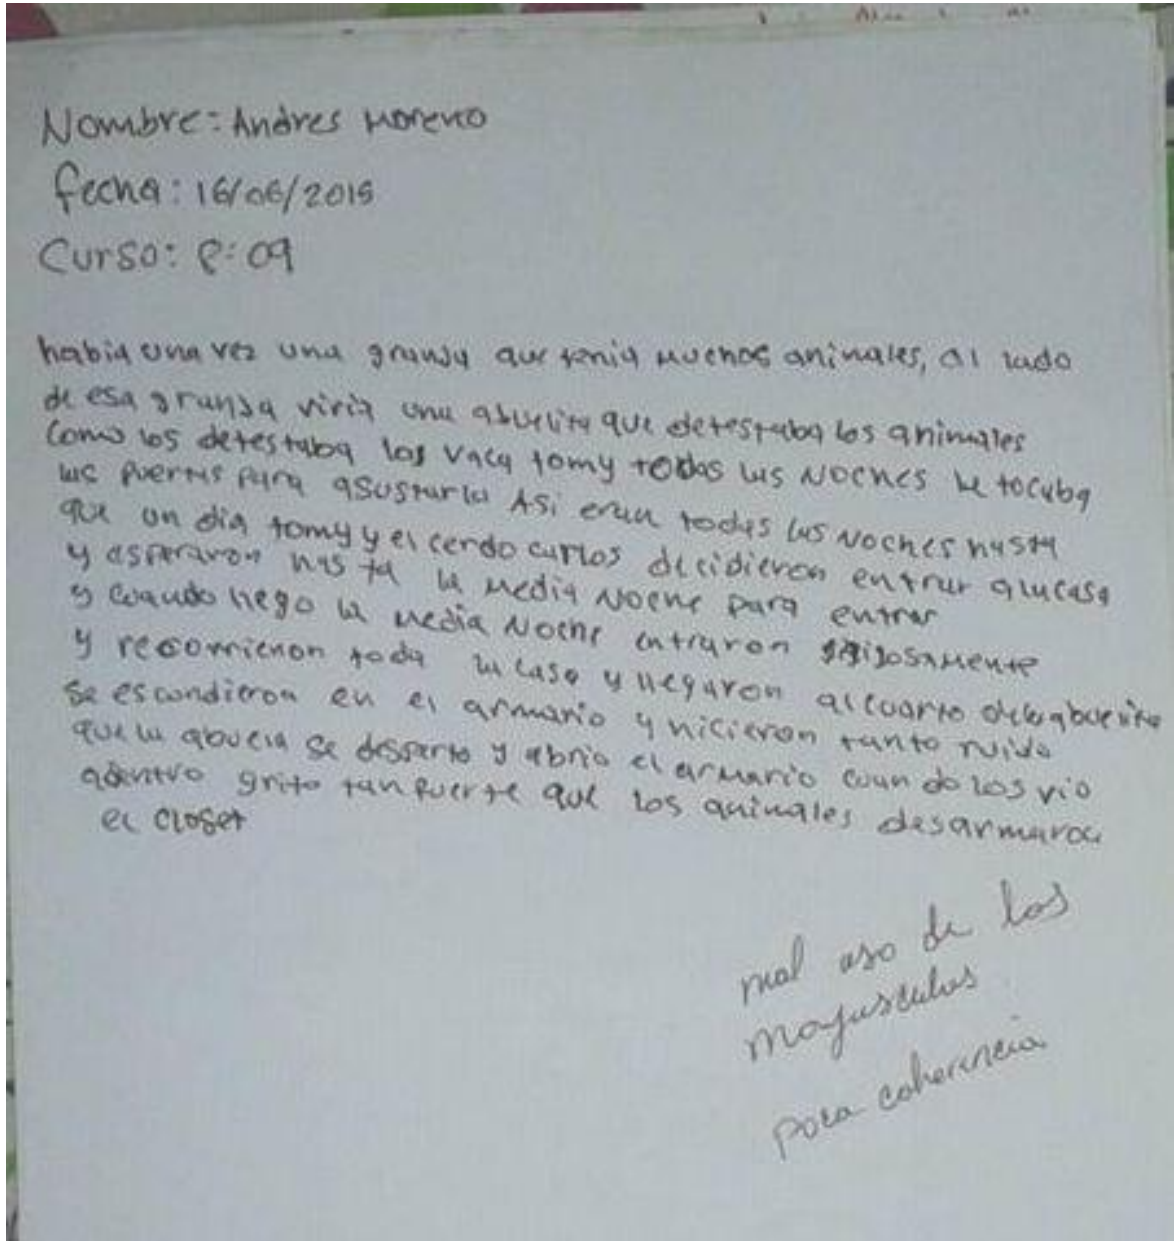 Nombre: Andres Moreno
fecha: 16/06/2015
Curso: 8:09
habia una vez una granja que tenia muchos animales, al lado
de esa granja vivia una abuelita que detestaba los animales
Como los detestaba las vaca tomy todas las Noches le tocaba
las puertas para asustarla Asi eran todas las Noches hasta
que un dia tomy y el cerdo carlos decidieron entrar a la casa
y esperaron hasta la media Noche para entrar
y cuando llego la media Noche entraron sigilosamente
y recorrieron toda la casa y llegaron al cuarto de la abuelita
se escondieron en el armario y hicieron tanto ruido
que la abuela se desperto y abrio el armario cuando los vio
adentro grito tan fuerte que los animales desarmaron
el closet
mal uso de las
mayusculas
poca coherencia